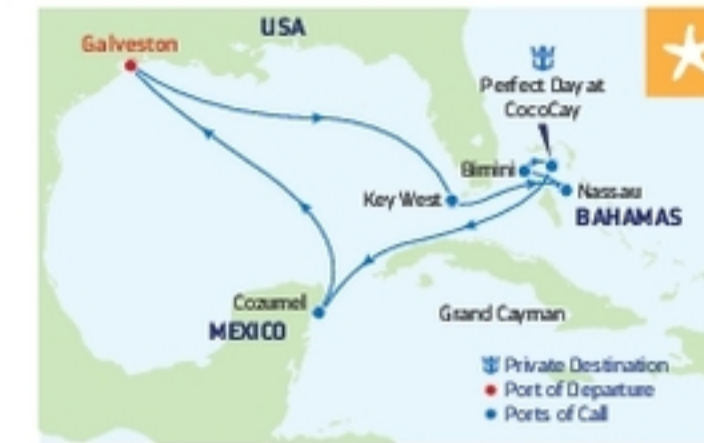 USA
Galveston
Perfect Day at
CocoCay
Bimini
Key West
Nassau
BAHAMAS
Cozumel
MEXICO
Grand Cayman
Private Destination
Port of Departure
Ports of Call